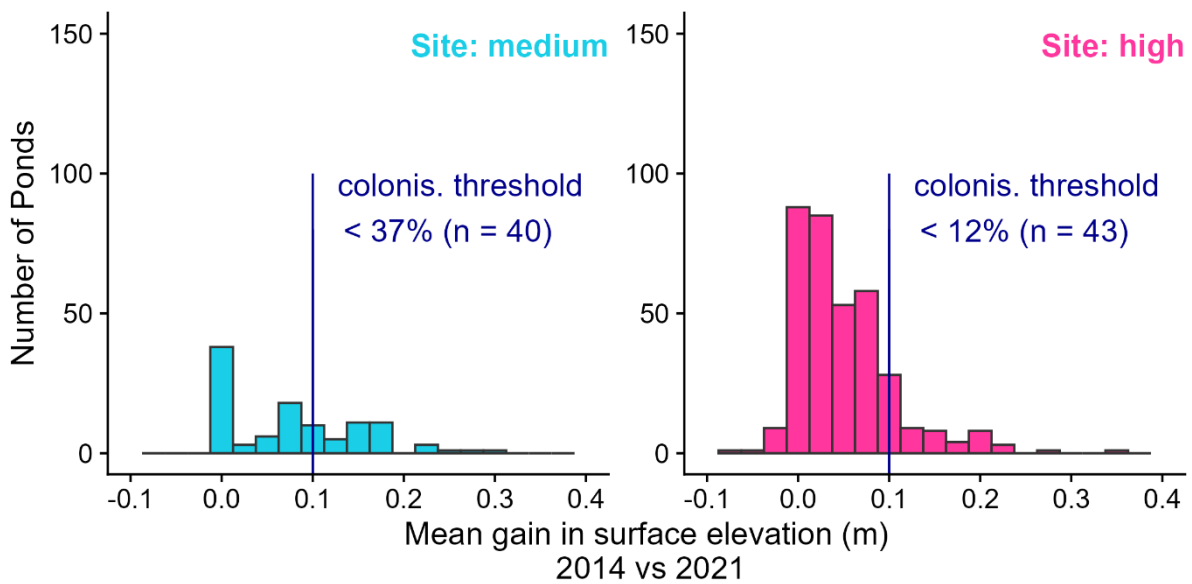 Site: medium
Site: high
150
100
50
0
Number of Ponds
colonis. threshold
< 37% (n = 40)
-0.1 0.0 0.1 0.2 0.3 0.4
150
100
50
0
colonis. threshold
< 12% (n = 43)
-0.1 0.0 0.1 0.2 0.3 0.4
Mean gain in surface elevation (m)
2014 vs 2021